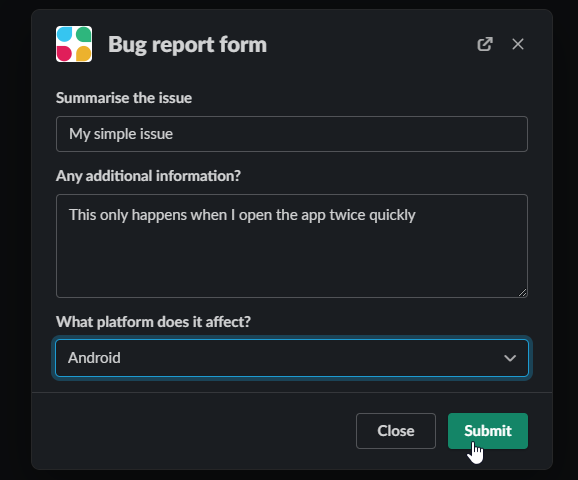 Bug report form
Summarise the issue
My simple issue
Any additional information?
This only happens when I open the app twice quickly
What platform does it affect?
Android
Close
Submit